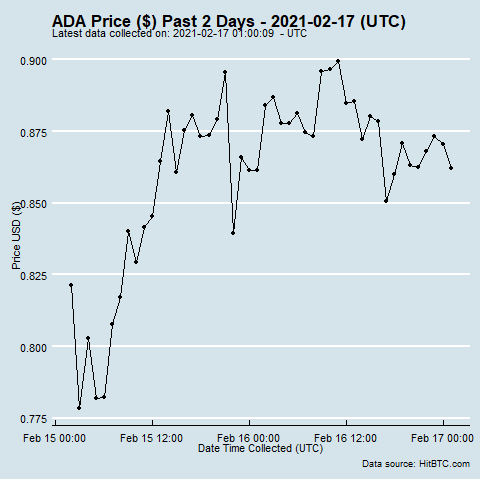 ADA Price ($) Past 2 Days - 2021-02-17 (UTC)
Latest data collected on: 2021-02-17 01:00:09 - UTC
0.900
0.875
0.850
0.825
0.800
0.775
Price USD ($)
Feb 15 00:00 Feb 15 12:00 Feb 16 00:00 Feb 16 12:00 Feb 17 00:00
Date Time Collected (UTC)
Data source: HitBTC.com